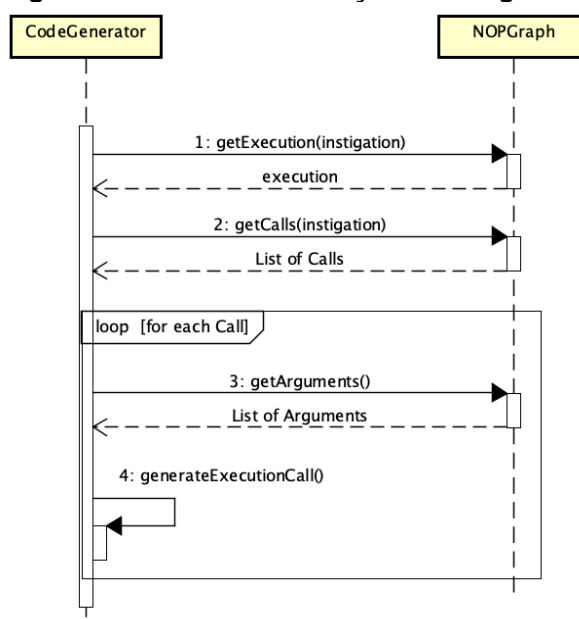 CodeGenerator
NOPGraph
1: getExecution(instigation)
execution
2: getCalls(instigation)
List of Calls
loop [for each Call]
3: getArguments()
List of Arguments
4: generateExecutionCall()